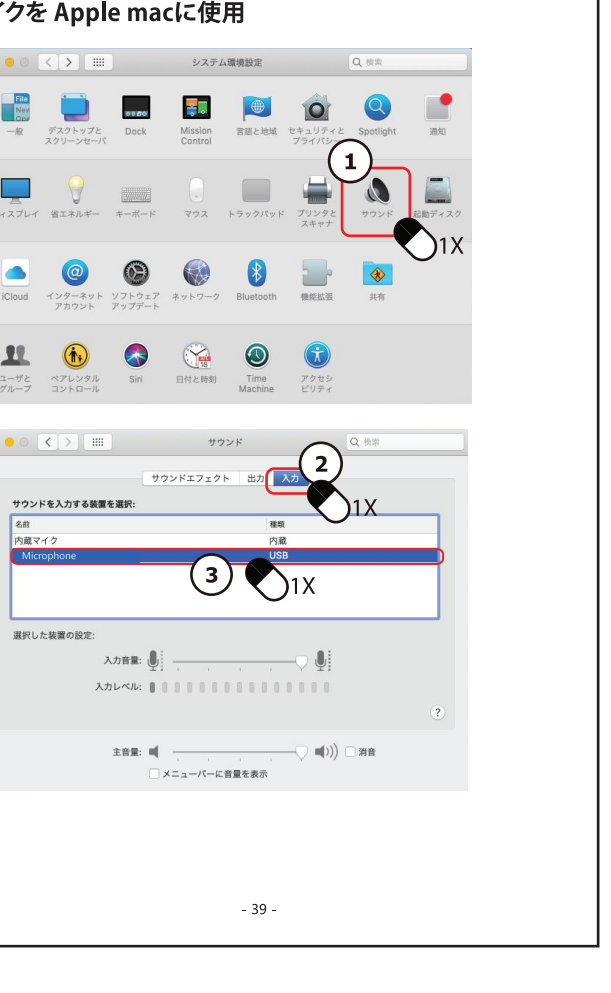 イクを Apple macに使用
システム環境設定
検索
File
New
一般
デスクトップと
スクリーンセーバ
Dock
Mission
Control
言語と地域
セキュリティと
プライバシー
Spotlight
通知
1
ィスプレイ
省エネルギー
キーボード
マウス
トラックパッド
プリンタと
スキャナ
サウンド
起動ディスク
1X
iCloud
インターネット
アカウント
ソフトウェア
アップデート
ネットワーク
Bluetooth
機能拡張
共有
ユーザと
グループ
ペアレンタル
コントロール
Siri
JUL
18
日付と時刻
Time
Machine
アクセシ
ビリティ
サウンド
検索
2
サウンドエフェクト
出力
入力
1X
サウンドを入力する装置を選択:
名前
種類
内蔵マイク
内蔵
Microphone
USB
3
1X
選択した装置の設定:
入力音量:
入力レベル:
?
主音量:
消音
メニューバーに音量を表示
- 39 -